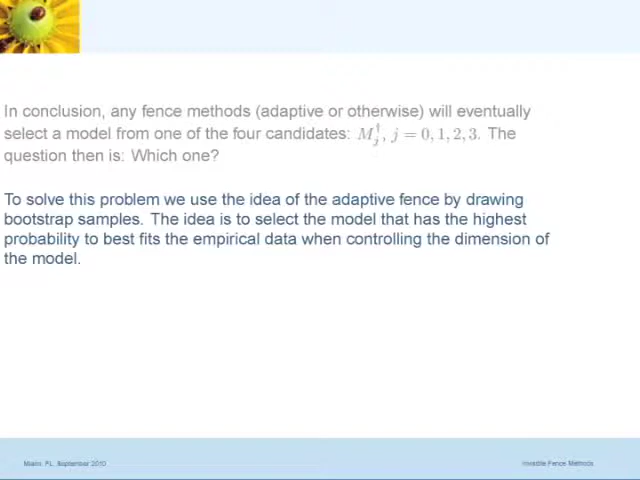 In conclusion, any fence methods (adaptive or otherwise) will eventually
select a model from one of the four candidates: M†j, j = 0, 1, 2, 3. The
question then is: Which one?
To solve this problem we use the idea of the adaptive fence by drawing
bootstrap samples. The idea is to select the model that has the highest
probability to best fits the empirical data when controlling the dimension of
the model.
Miami, FL, September 2010
Invisible Fence Methods